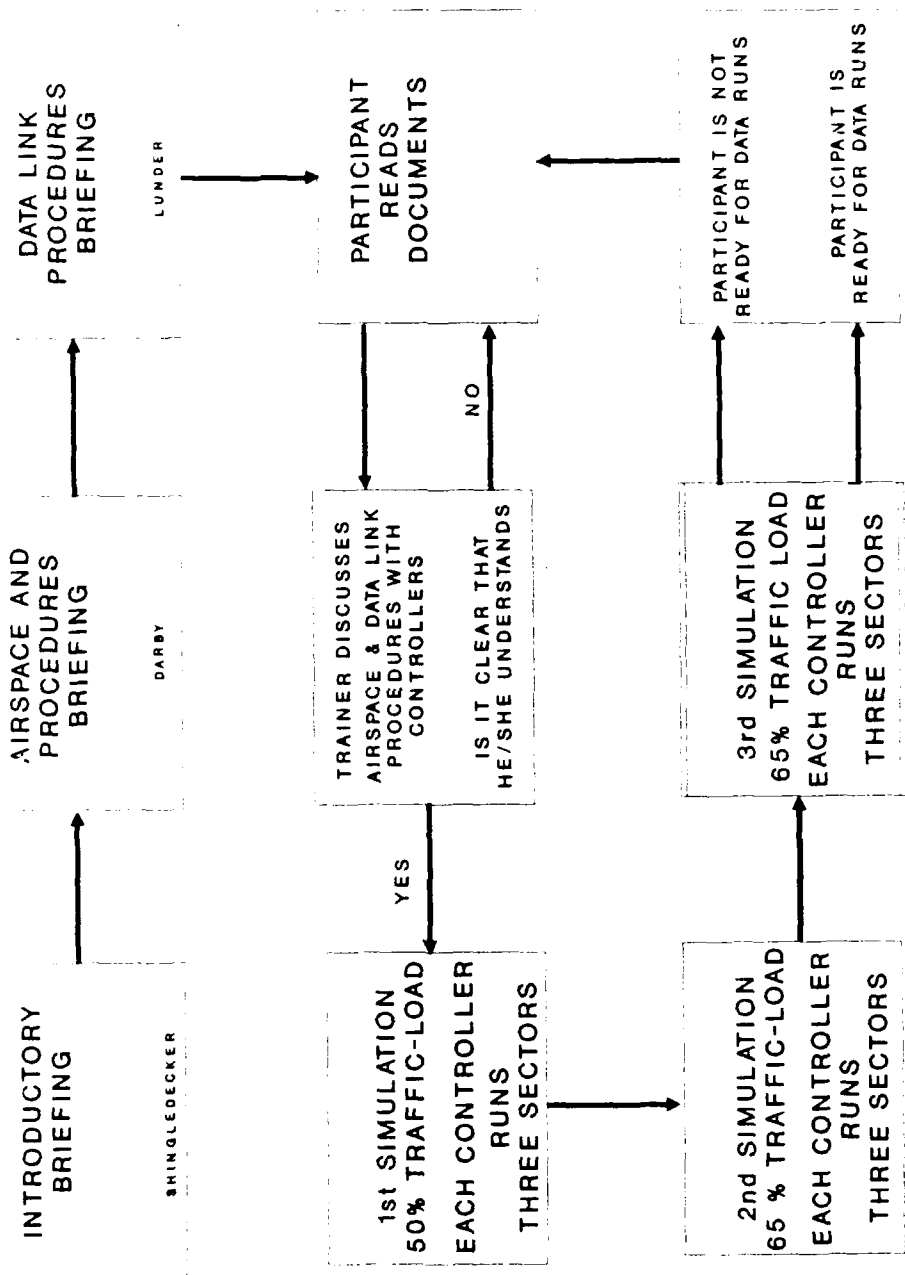 INTRODUCTORY
BRIEFING
SHINGLEDECKER
AIRSPACE AND
PROCEDURES
BRIEFING
DARBY
DATA LINK
PROCEDURES
BRIEFING
LUNDER
PARTICIPANT
READS
DOCUMENTS
TRAINER DISCUSSES
AIRSPACE & DATA LINK
PROCEDURES WITH
CONTROLLERS
IS IT CLEAR THAT
HE/SHE UNDERSTANDS
NO
YES
1st SIMULATION
50% TRAFFIC-LOAD
EACH CONTROLLER
RUNS
THREE SECTORS
2nd SIMULATION
65 % TRAFFIC-LOAD
EACH CONTROLLER
RUNS
THREE SECTORS
3rd SIMULATION
65% TRAFFIC LOAD
EACH CONTROLLER
RUNS
THREE SECTORS
PARTICIPANT IS NOT
READY FOR DATA RUNS
PARTICIPANT IS
READY FOR DATA RUNS